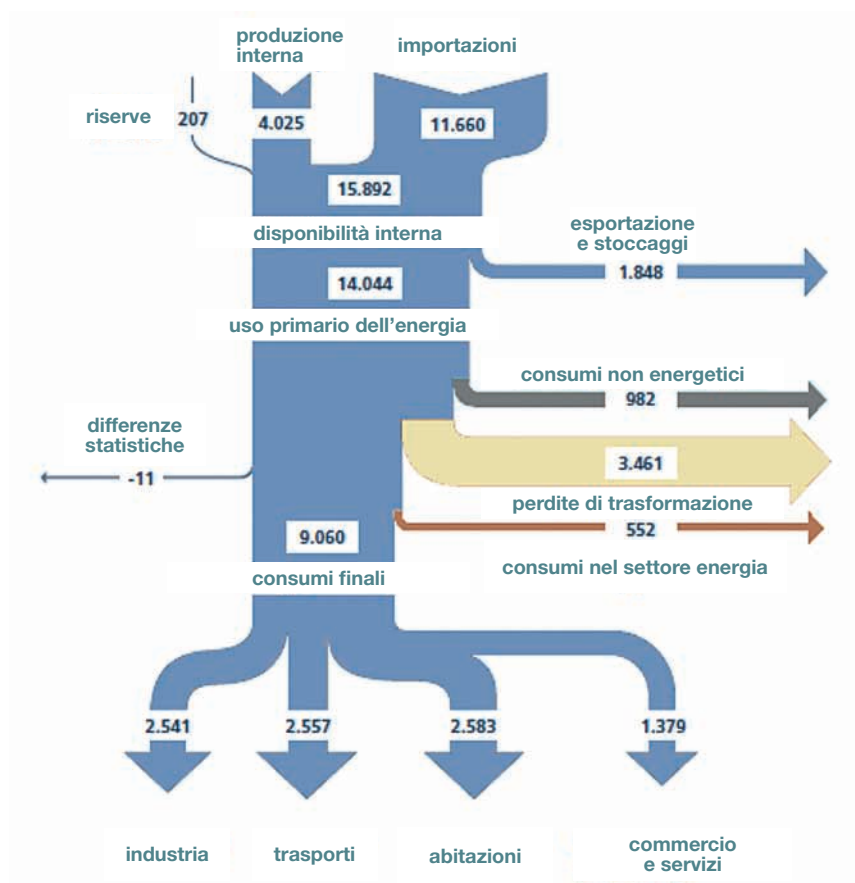 produzione
interna
importazioni
riserve
207
4.025
11.660
15.892
disponibilità interna
esportazione
e stoccaggi
1.848
14.044
uso primario dell'energia
consumi non energetici
982
differenze
statistiche
-11
3.461
perdite di trasformazione
552
9.060
consumi finali
consumi nel settore energia
2.541
2.557
2.583
1.379
industria
trasporti
abitazioni
commercio
e servizi